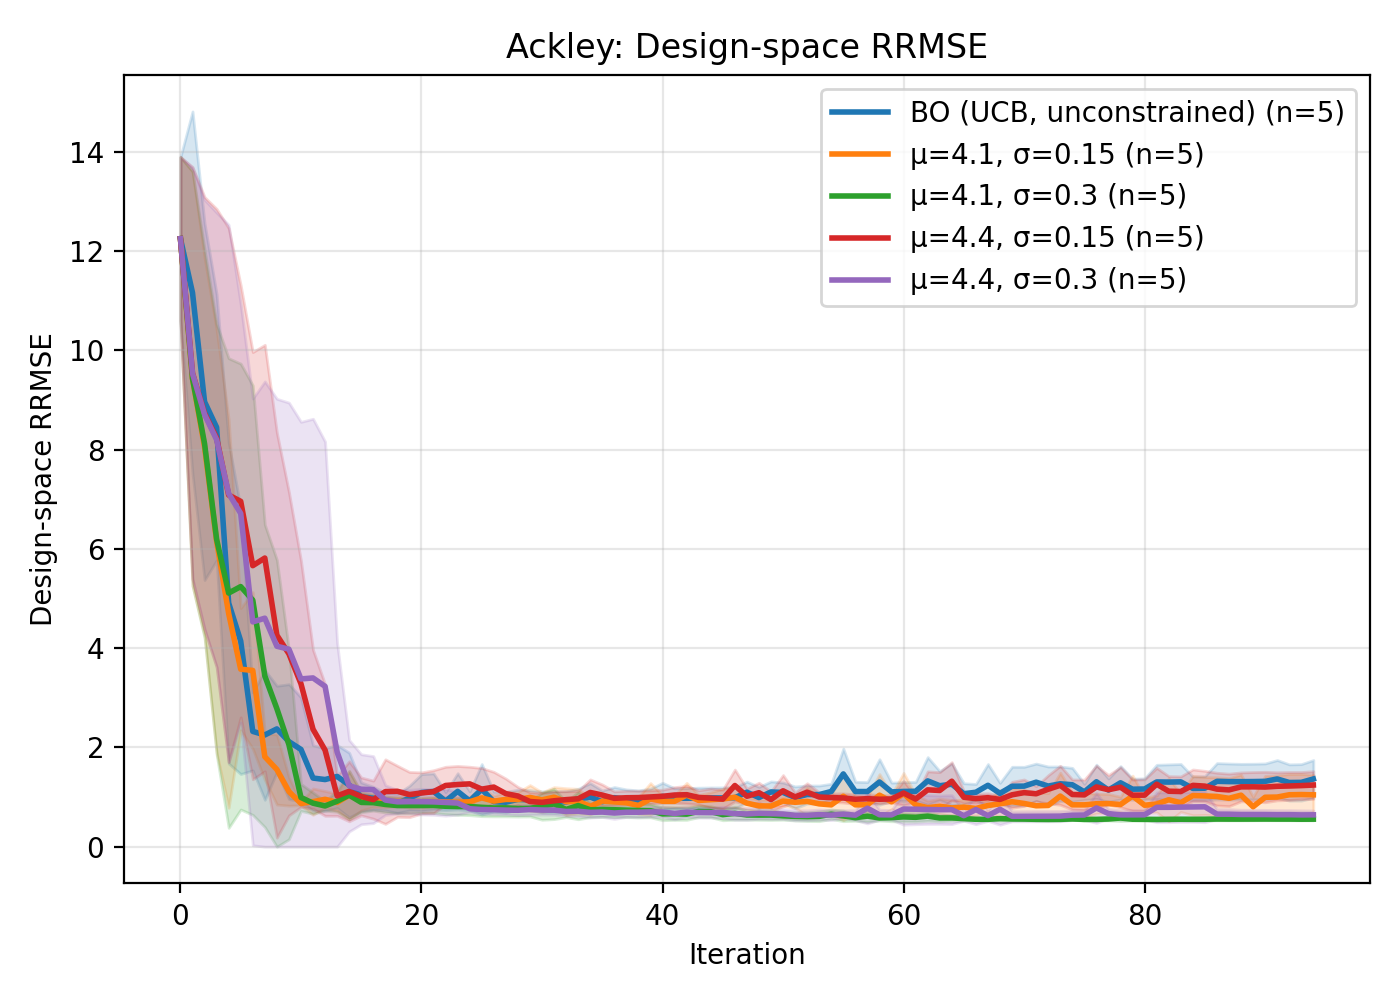 Ackley: Design-space RRMSE
BO (UCB, unconstrained) (n=5)
μ=4.1, σ=0.15 (n=5)
μ=4.1, σ=0.3 (n=5)
μ=4.4, σ=0.15 (n=5)
μ=4.4, σ=0.3 (n=5)
Design-space RRMSE
14
12
10
8
6
4
2
0
0 20 40 60 80
Iteration